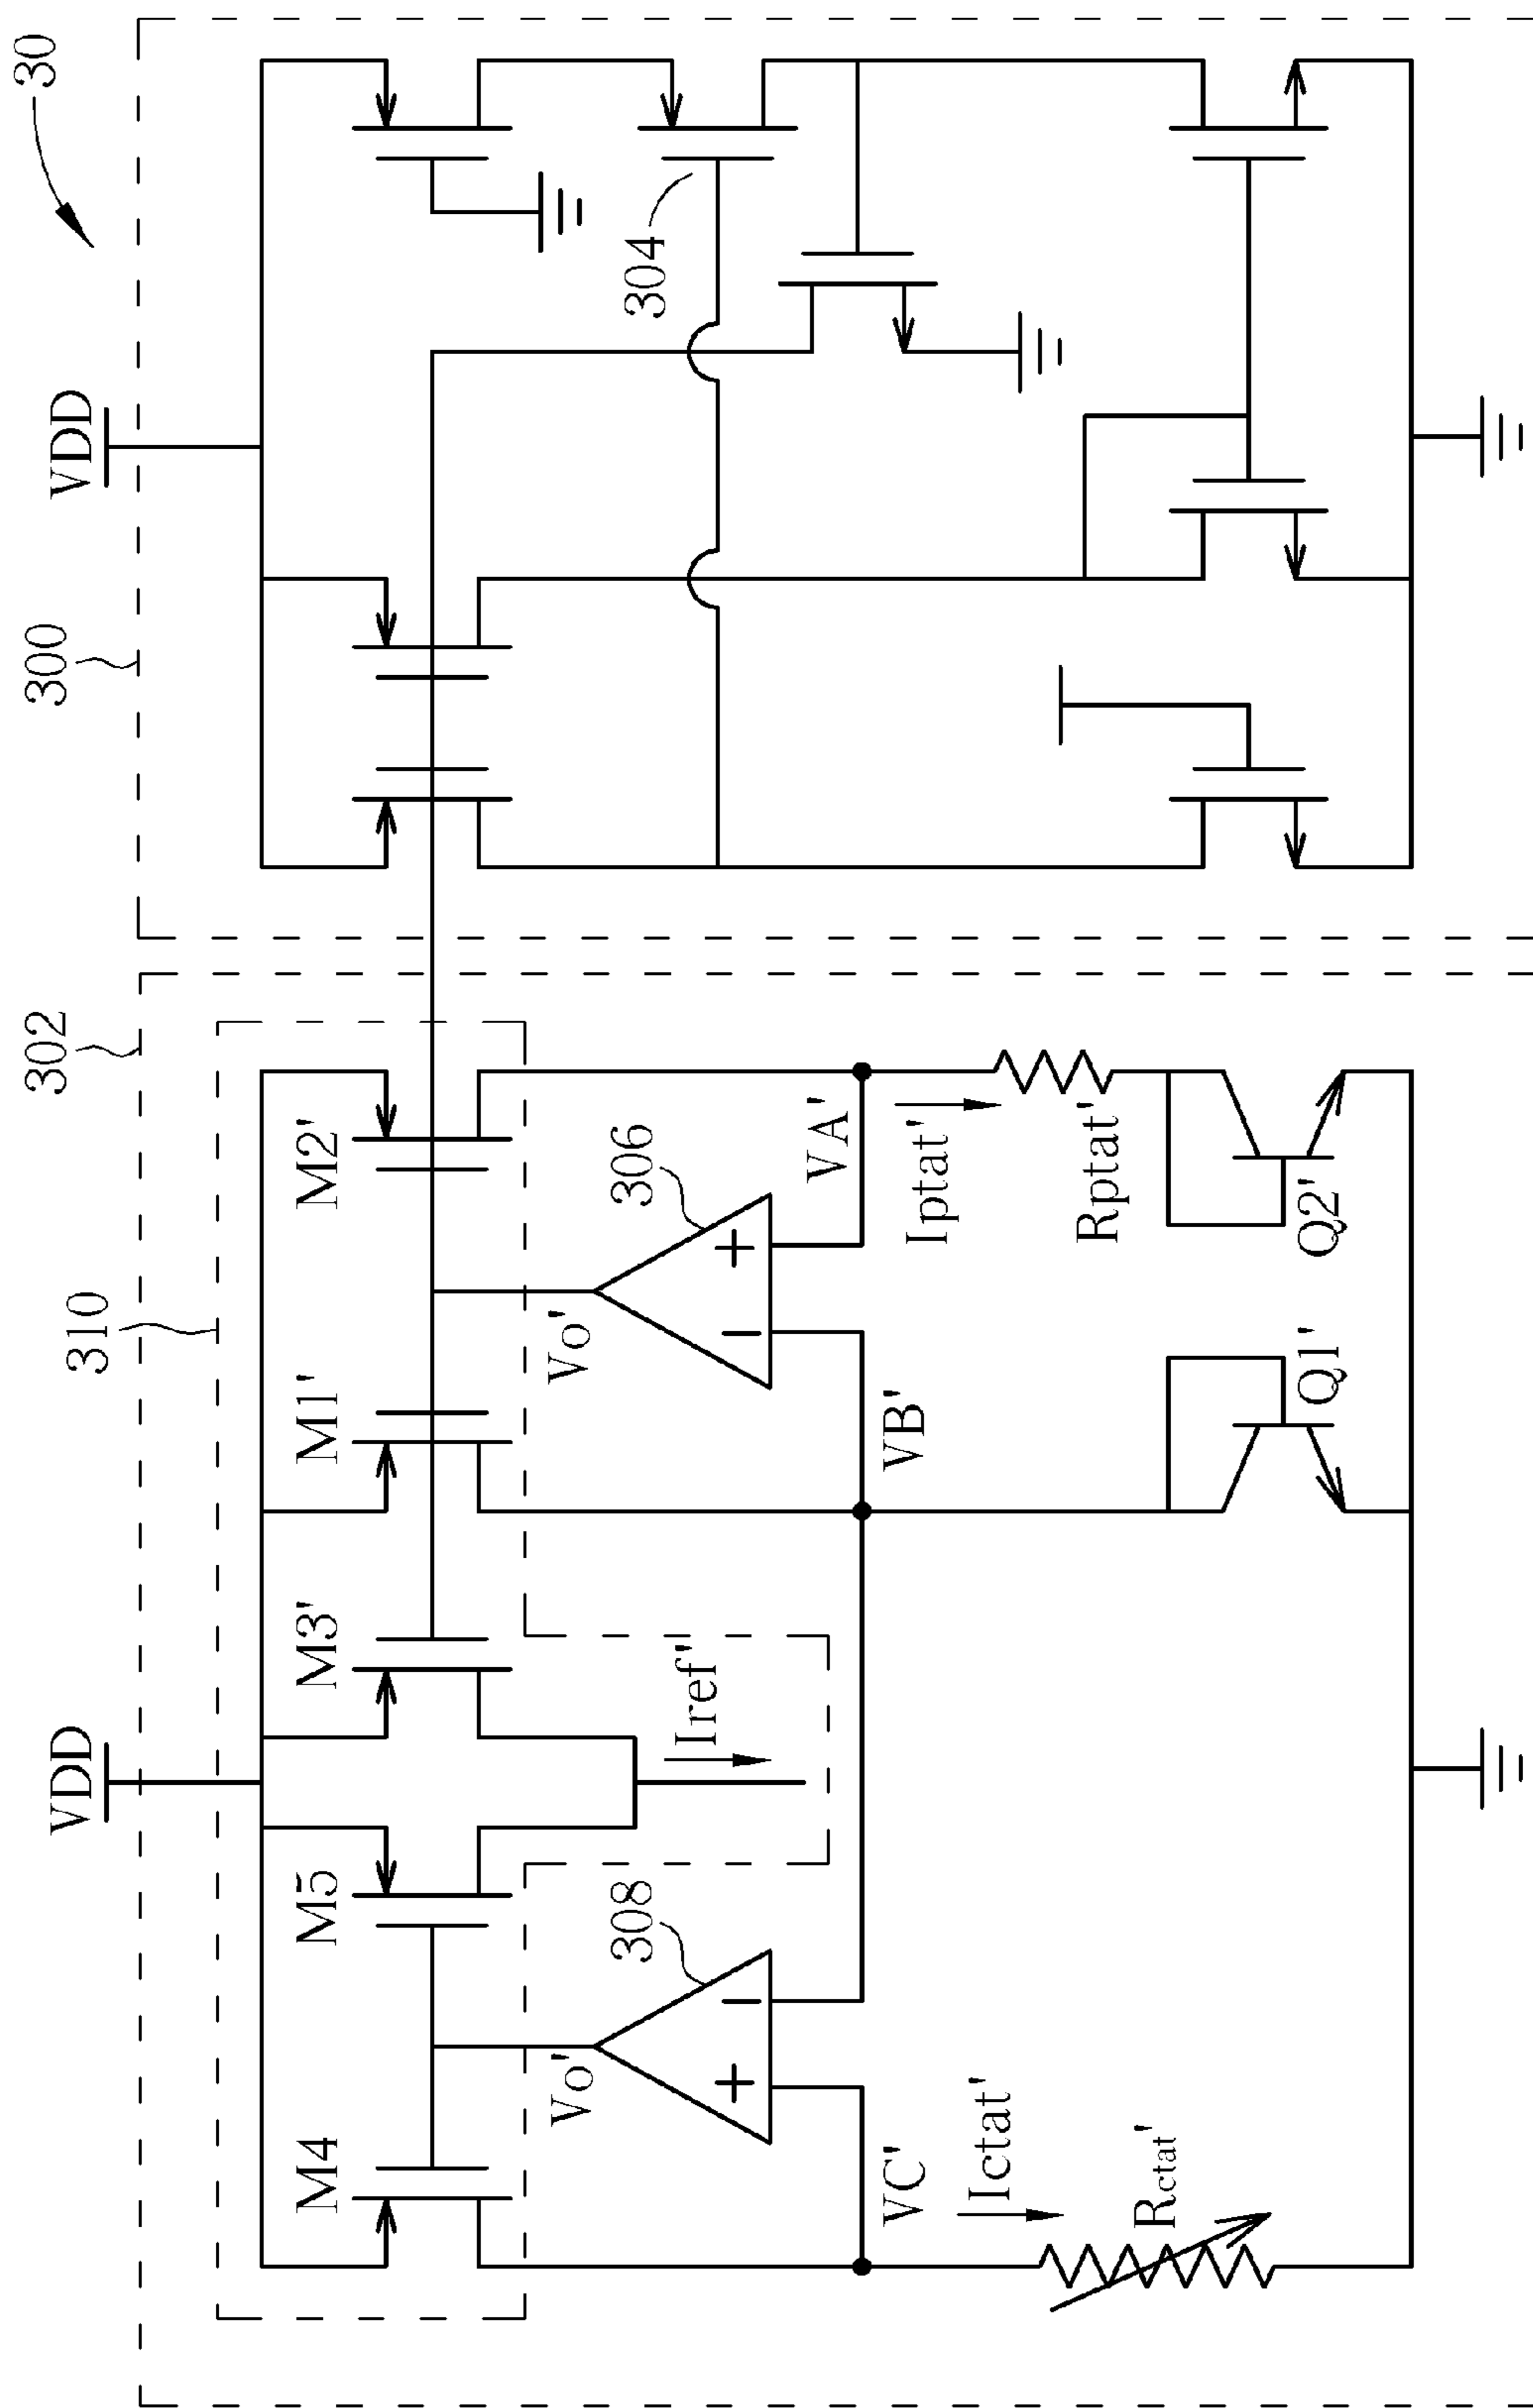 30
302
300
VDD
VDD
310
M4
M5
M3'
M1'
M2'
Vo'
Vo'
308
306
304
Iref'
+
−
−
+
VA'
VC'
VB'
Iptat'
Ictat'
Rptat'
Rctat'
Q1'
Q2'